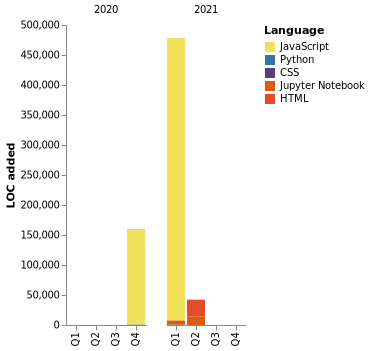 2020 2021
Language
JavaScript
Python
CSS
Jupyter Notebook
HTML
LOC added
500,000
450,000
400,000
350,000
300,000
250,000
200,000
150,000
100,000
50,000
0
Q1 Q2 Q3 Q4 Q1 Q2 Q3 Q4